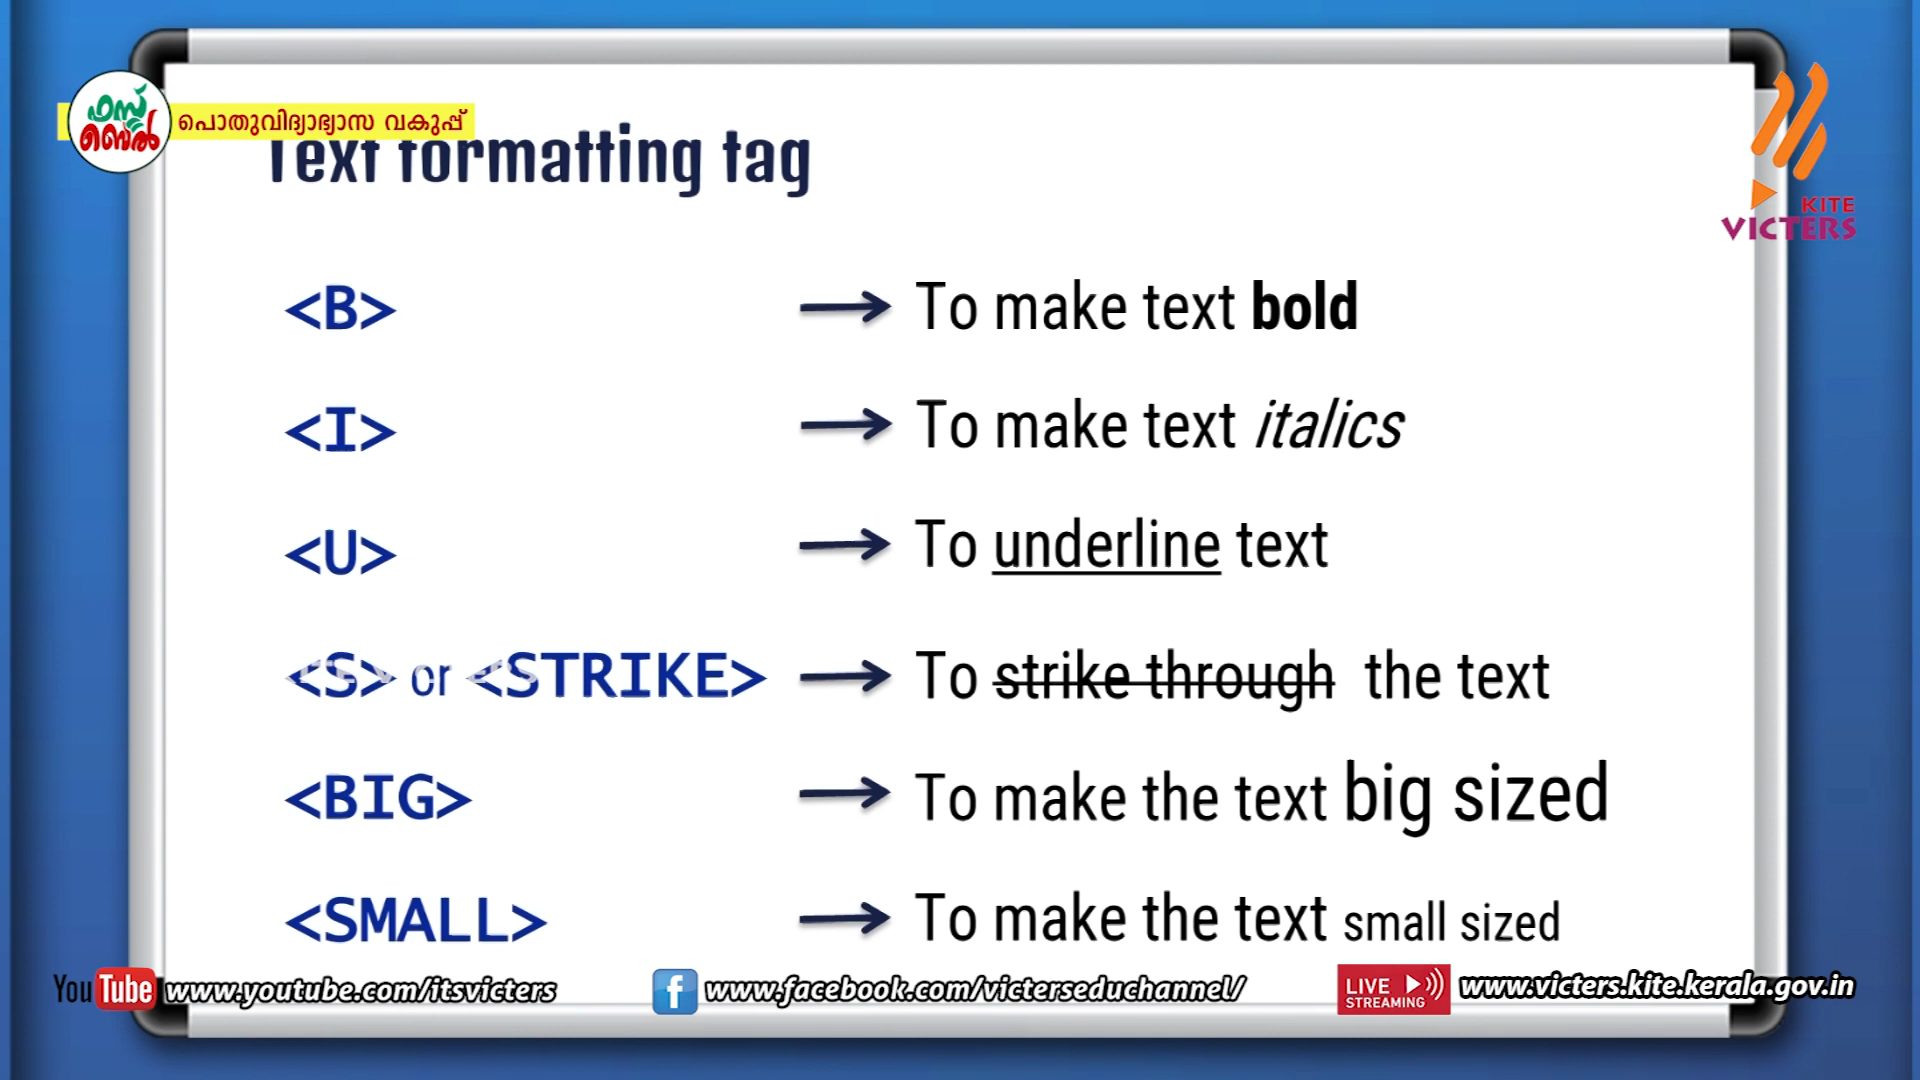 ഫസ്റ്റ്
ബെൽ
പൊതുവിദ്യാഭ്യാസ വകുപ്പ്
Text formatting tag
KITE
VICTERS
<B> → To make text bold
<I> → To make text italics
<U> → To underline text
<S> or <STRIKE> → To strike through the text
<BIG> → To make the text big sized
<SMALL> → To make the text small sized
YouTube www.youtube.com/itsvicters
f www.facebook.com/victerseduchannel/
LIVE
STREAMING
www.victers.kite.kerala.gov.in